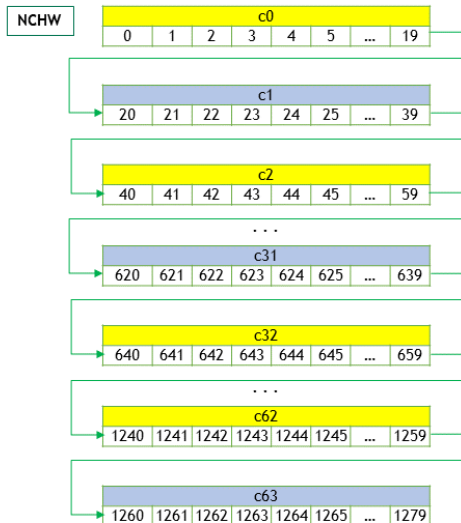 NCHW
c0
0 1 2 3 4 5 ... 19
c1
20 21 22 23 24 25 ... 39
c2
40 41 42 43 44 45 ... 59
. . .
c31
620 621 622 623 624 625 ... 639
c32
640 641 642 643 644 645 ... 659
. . .
c62
1240 1241 1242 1243 1244 1245 ... 1259
c63
1260 1261 1262 1263 1264 1265 ... 1279